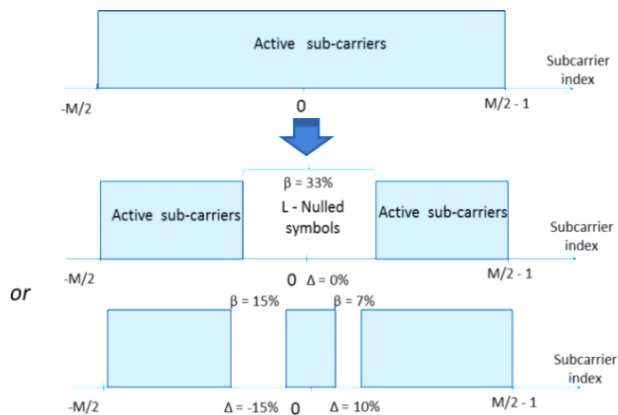 Active sub-carriers
Subcarrier
index
-M/2
0
M/2 - 1
β = 33%
L - Nulled
symbols
Active sub-carriers
Active sub-carriers
Subcarrier
index
-M/2
0 Δ = 0%
M/2 - 1
or
β = 15%
β = 7%
Subcarrier
index
-M/2
Δ = -15%
0
Δ = 10%
M/2 - 1